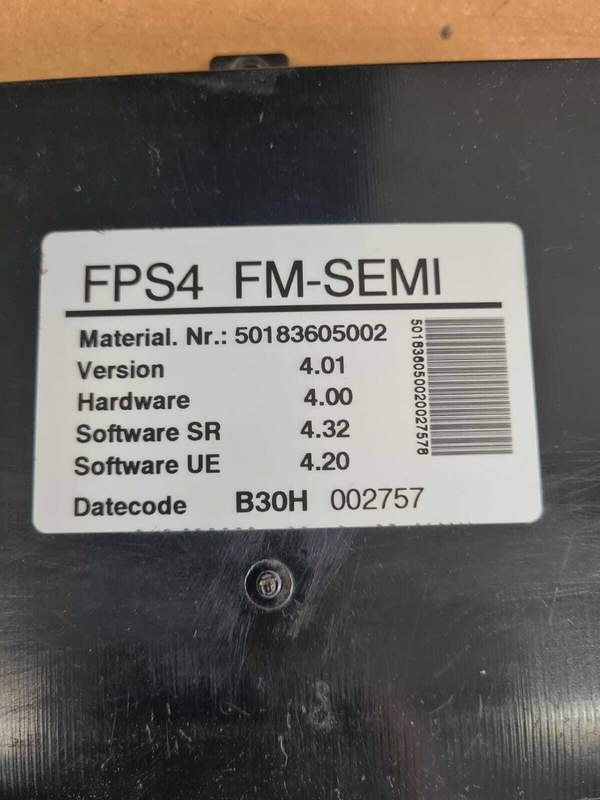 FPS4 FM-SEMI
Material. Nr.: 50183605002
Version 4.01
Hardware 4.00
Software SR 4.32
Software UE 4.20
Datecode B30H 002757
501836050020027578